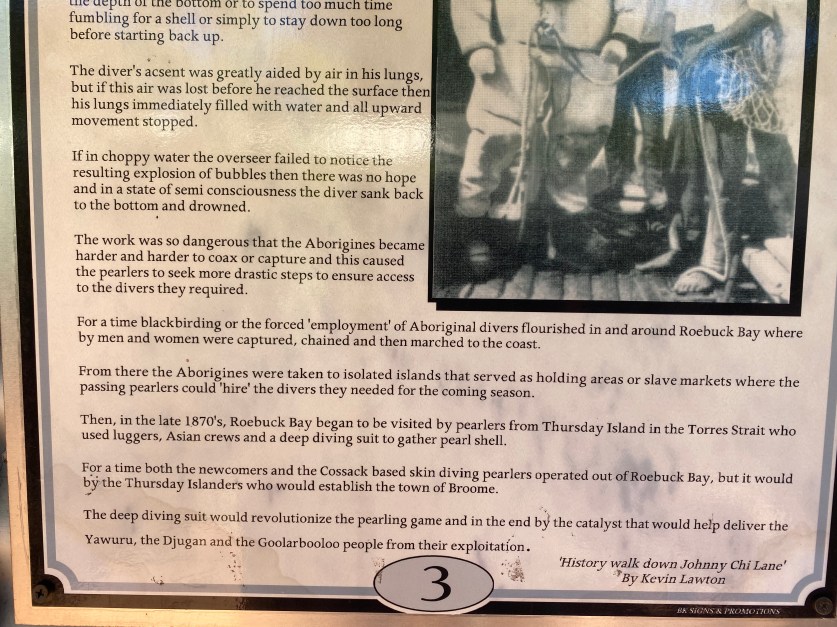 the depth of the bottom or to spend too much time
fumbling for a shell or simply to stay down too long
before starting back up.
The diver's acsent was greatly aided by air in his lungs,
but if this air was lost before he reached the surface then
his lungs immediately filled with water and all upward
movement stopped.
If in choppy water the overseer failed to notice the
resulting explosion of bubbles then there was no hope
and in a state of semi consciousness the diver sank back
to the bottom and drowned.
The work was so dangerous that the Aborigines became
harder and harder to coax or capture and this caused
the pearlers to seek more drastic steps to ensure access
to the divers they required.
For a time blackbirding or the forced 'employment' of Aboriginal divers flourished in and around Roebuck Bay where
by men and women were captured, chained and then marched to the coast.
From there the Aborigines were taken to isolated islands that served as holding areas or slave markets where the
passing pearlers could 'hire' the divers they needed for the coming season.
Then, in the late 1870's, Roebuck Bay began to be visited by pearlers from Thursday Island in the Torres Strait who
used luggers, Asian crews and a deep diving suit to gather pearl shell.
For a time both the newcomers and the Cossack based skin diving pearlers operated out of Roebuck Bay, but it would
by the Thursday Islanders who would establish the town of Broome.
The deep diving suit would revolutionize the pearling game and in the end by the catalyst that would help deliver the
Yawuru, the Djugan and the Goolarbooloo people from their exploitation.
'History walk down Johnny Chi Lane'
By Kevin Lawton
3
BK SIGNS & PROMOTIONS